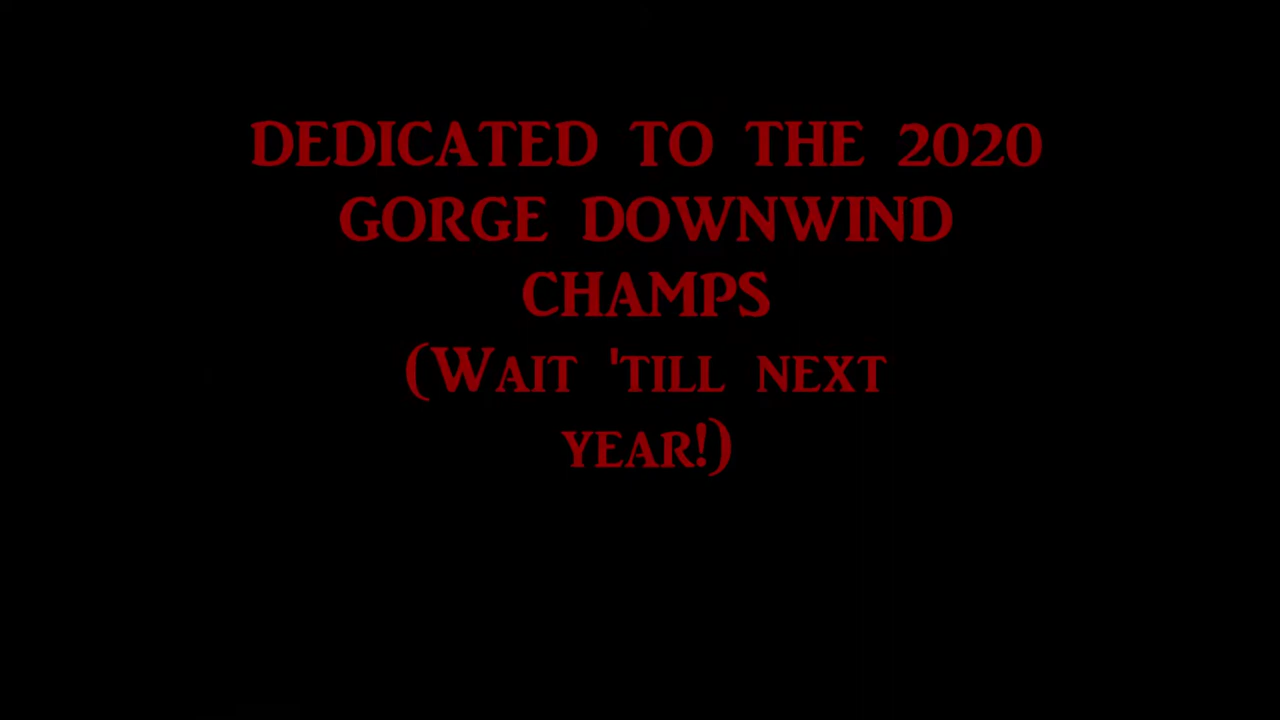 DEDICATED TO THE 2020
GORGE DOWNWIND
CHAMPS
(WAIT 'TILL NEXT
YEAR!)